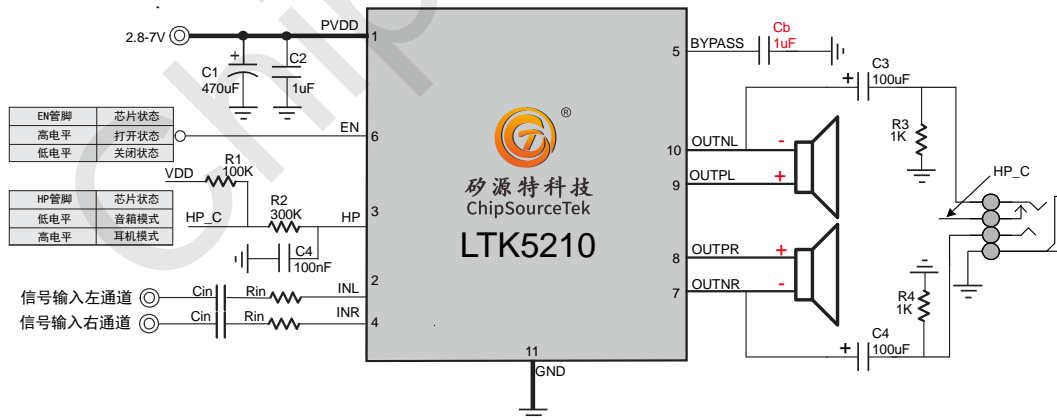 Chip
2.8-7V
PVDD
1
+
C1
470uF
C2
1uF
EN管脚 芯片状态
高电平 打开状态
低电平 关闭状态
EN
6
VDD
R1
100K
HP管脚 芯片状态
低电平 音箱模式
高电平 耳机模式
HP_C
R2
300K
HP
3
C4
100nF
信号输入左通道
Cin
Rin
INL
2
信号输入右通道
Cin
Rin
INR
4
®
矽源特科技
ChipSourceTek
LTK5210
11
GND
5
BYPASS
Cb
1uF
10
OUTNL
-
9
OUTPL
+
8
OUTPR
+
7
OUTNR
-
+
C3
100uF
R3
1K
HP_C
R4
1K
+
C4
100uF